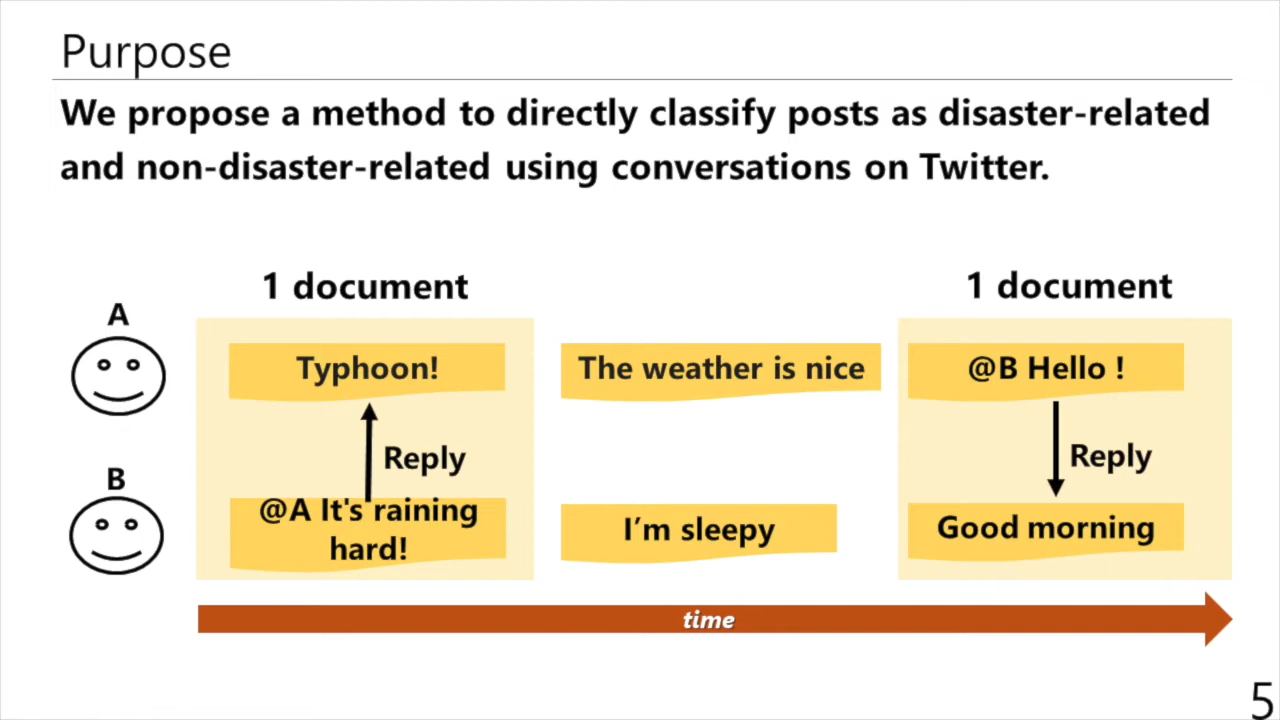 Purpose
We propose a method to directly classify posts as disaster-related
and non-disaster-related using conversations on Twitter.
1 document
1 document
A
Typhoon!
The weather is nice
@B Hello !
Reply
Reply
B
@A It's raining
hard!
I’m sleepy
Good morning
time
5